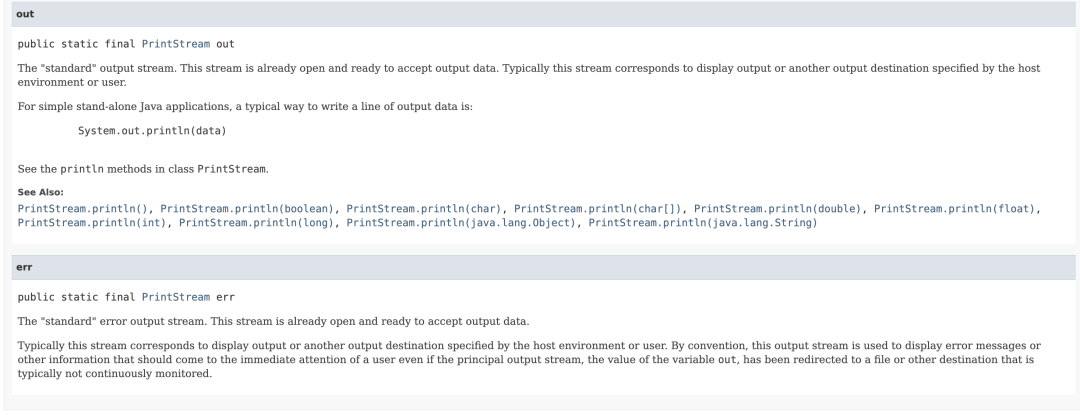 out
public static final PrintStream out
The "standard" output stream. This stream is already open and ready to accept output data. Typically this stream corresponds to display output or another output destination specified by the host
environment or user.
For simple stand-alone Java applications, a typical way to write a line of output data is:
System.out.println(data)
See the println methods in class PrintStream.
See Also:
PrintStream.println(), PrintStream.println(boolean), PrintStream.println(char), PrintStream.println(char[]), PrintStream.println(double), PrintStream.println(float),
PrintStream.println(int), PrintStream.println(long), PrintStream.println(java.lang.Object), PrintStream.println(java.lang.String)
err
public static final PrintStream err
The "standard" error output stream. This stream is already open and ready to accept output data.
Typically this stream corresponds to display output or another output destination specified by the host environment or user. By convention, this output stream is used to display error messages or
other information that should come to the immediate attention of a user even if the principal output stream, the value of the variable out, has been redirected to a file or other destination that is
typically not continuously monitored.